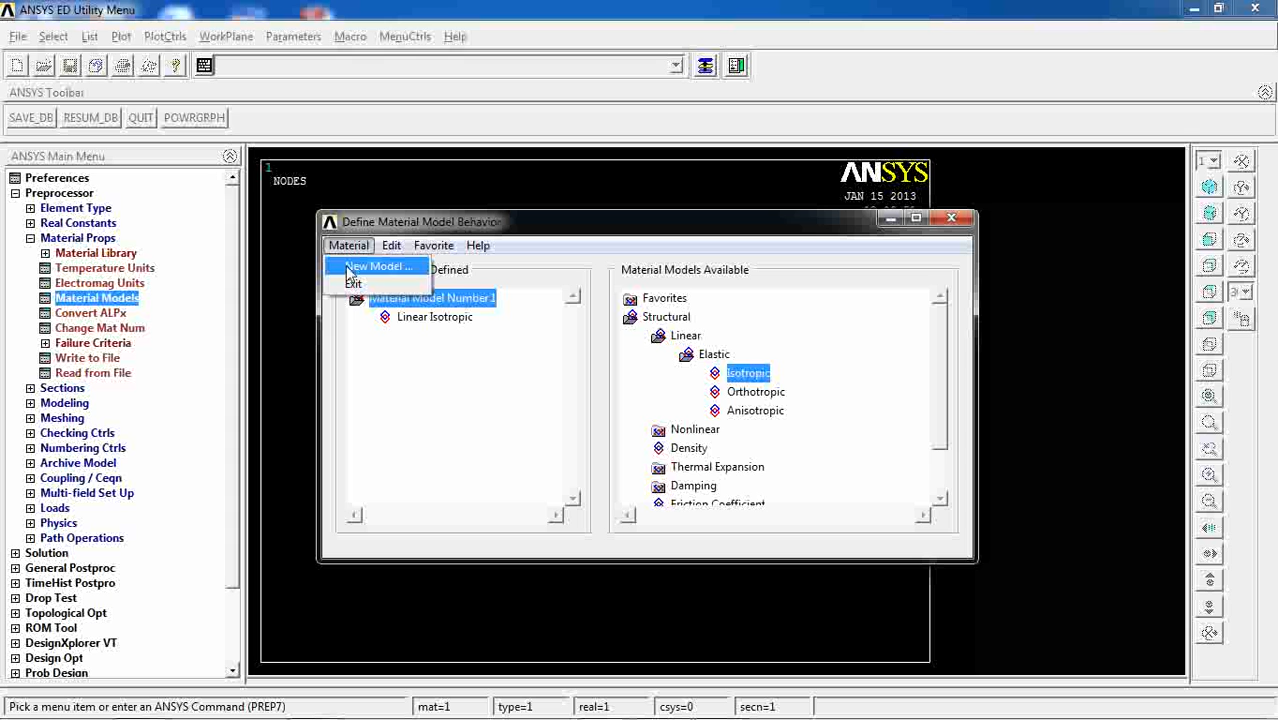 ANSYS ED Utility Menu
File Select List Plot PlotCtrls WorkPlane Parameters Macro MenuCtrls Help
ANSYS Toolbar
SAVE_DB RESUM_DB QUIT POWRGRPH
ANSYS Main Menu
Preferences
Preprocessor
Element Type
Real Constants
Material Props
Material Library
Temperature Units
Electromag Units
Material Models
Convert ALPx
Change Mat Num
Failure Criteria
Write to File
Read from File
Sections
Modeling
Meshing
Checking Ctrls
Numbering Ctrls
Archive Model
Coupling / Ceqn
Multi-field Set Up
Loads
Physics
Path Operations
Solution
General Postproc
TimeHist Postpro
Drop Test
Topological Opt
ROM Tool
DesignXplorer VT
Design Opt
Prob Design
1
NODES
ANSYS
JAN 15 2013
Define Material Model Behavior
Material Edit Favorite Help
New Model ...
Exit
Defined
Material Model Number 1
Linear Isotropic
Material Models Available
Favorites
Structural
Linear
Elastic
Isotropic
Orthotropic
Anisotropic
Nonlinear
Density
Thermal Expansion
Damping
Friction Coefficient
1
3
Pick a menu item or enter an ANSYS Command (PREP7)
mat=1 type=1 real=1 csys=0 secn=1